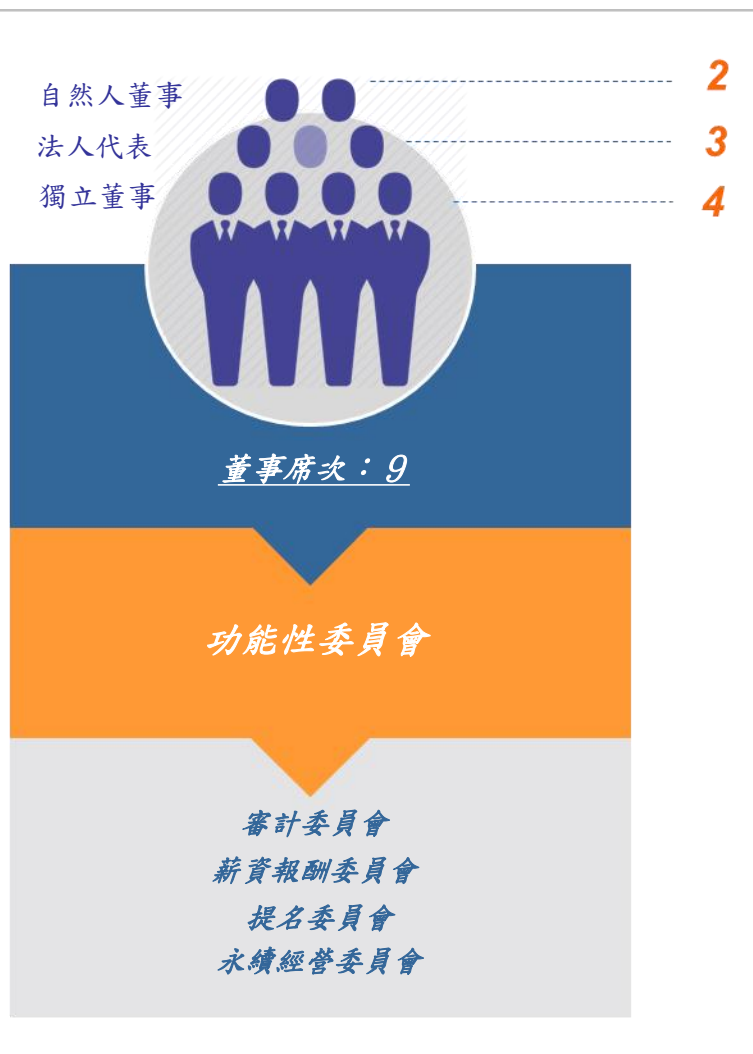 自然人董事 2
法人代表 3
獨立董事 4
董事席次：9
功能性委員會
審計委員會
薪資報酬委員會
提名委員會
永續經營委員會